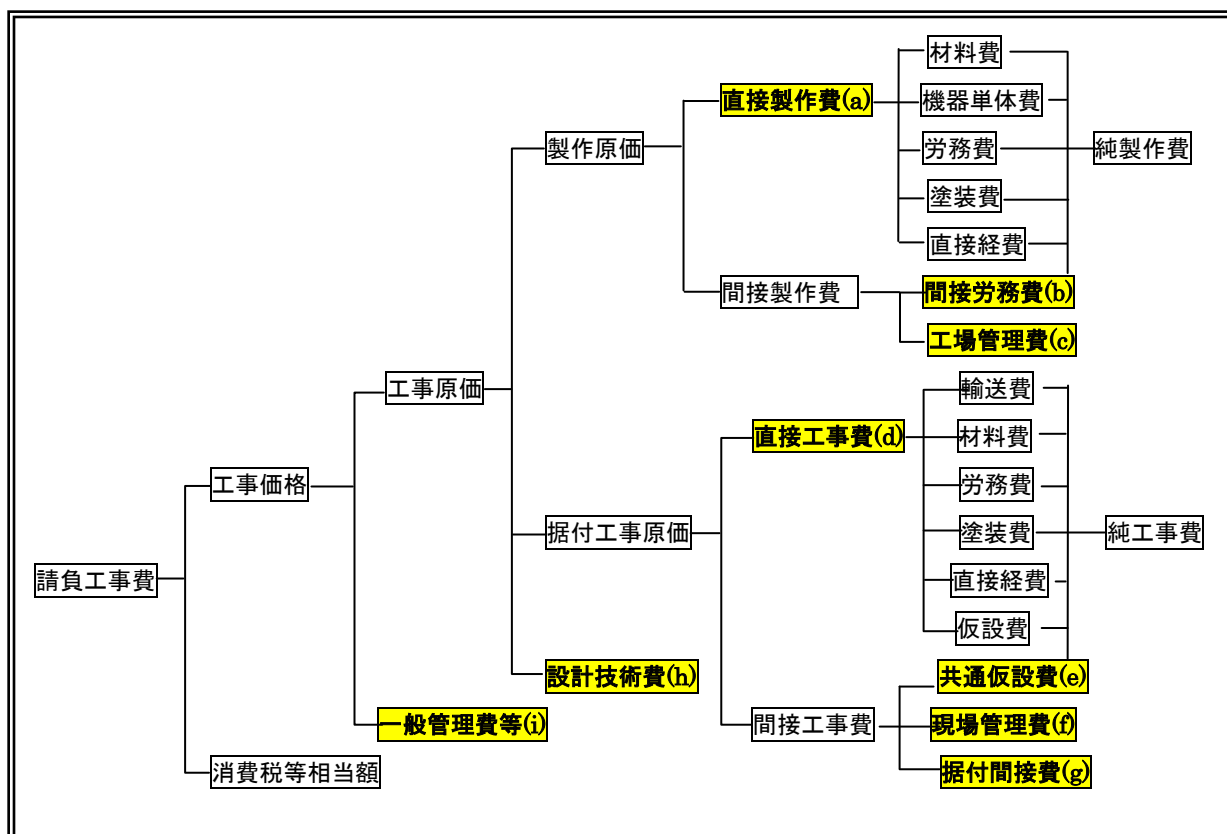 材料費
直接製作費(a)
機器単体費
製作原価
労務費
純製作費
塗装費
直接経費
間接製作費
間接労務費(b)
工場管理費(c)
工事原価
輸送費
直接工事費(d)
材料費
工事価格
労務費
据付工事原価
塗装費
純工事費
請負工事費
直接経費
仮設費
設計技術費(h)
共通仮設費(e)
一般管理費等(i)
間接工事費
現場管理費(f)
消費税等相当額
据付間接費(g)